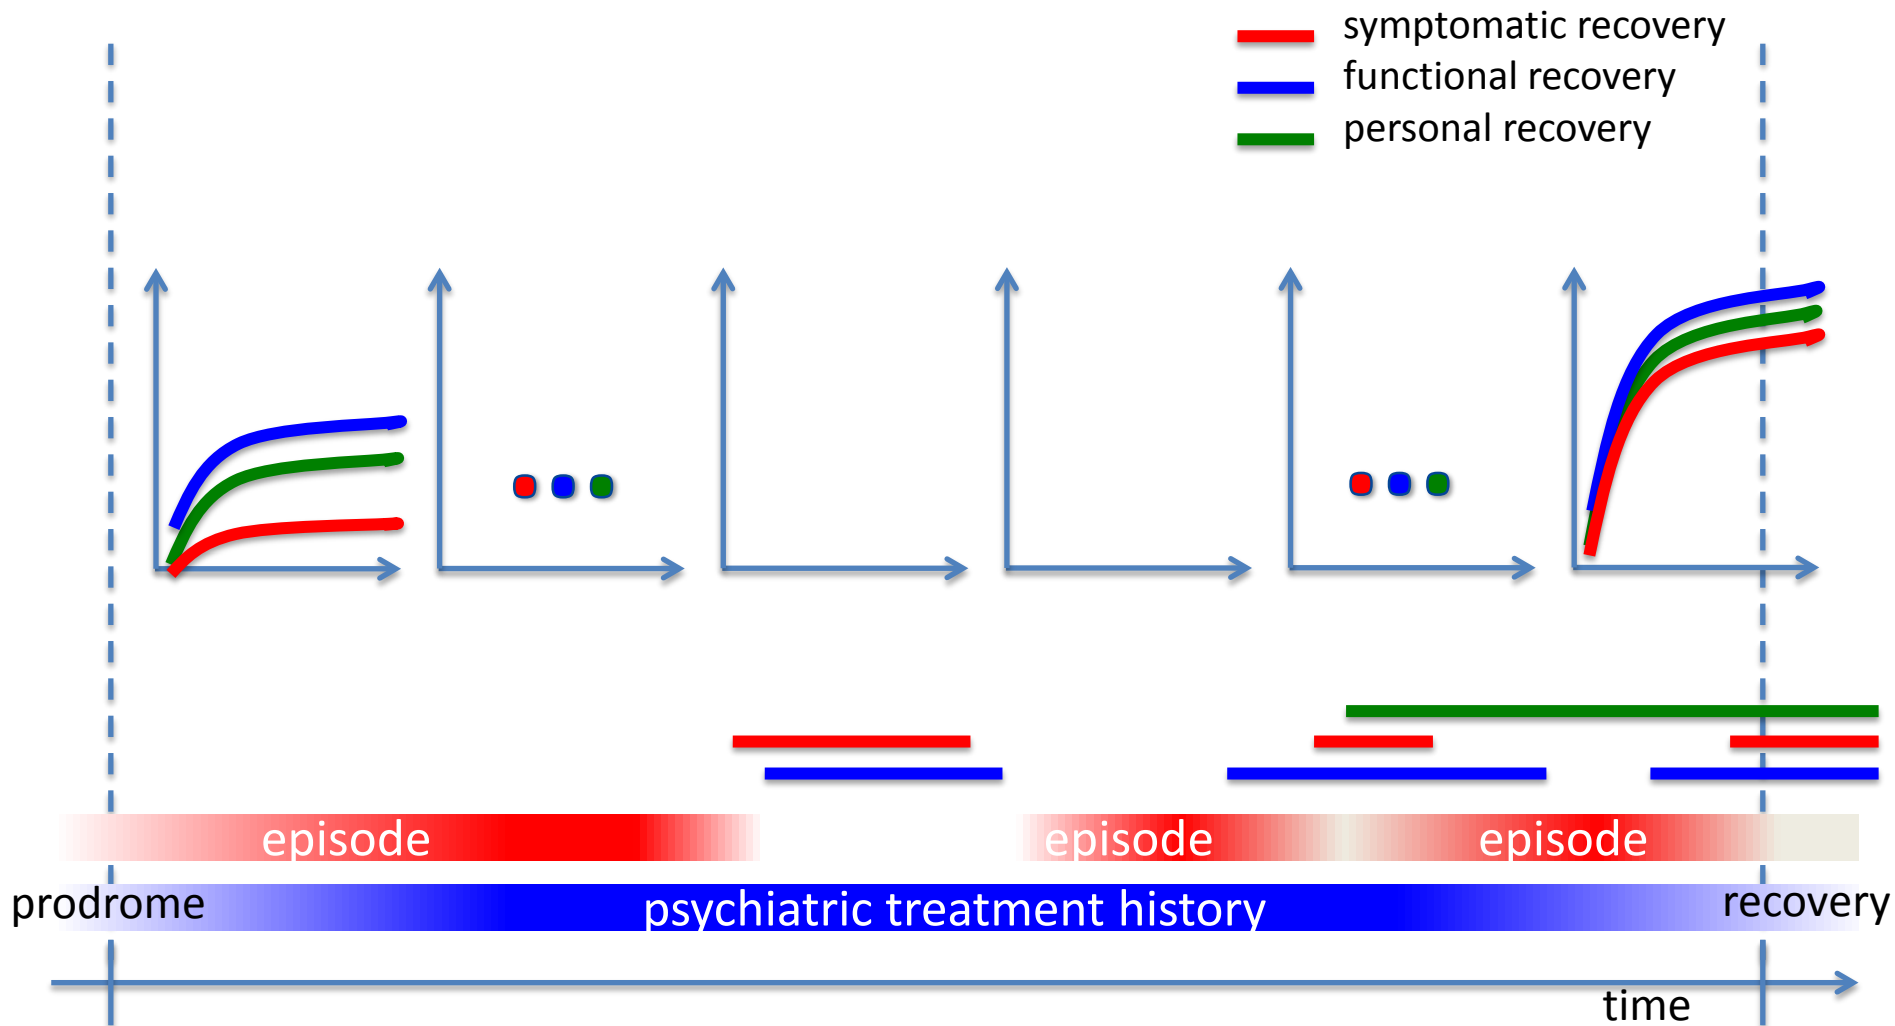 symptomatic recovery
functional recovery
personal recovery
episode
episode
episode
prodrome
psychiatric treatment history
recovery
time